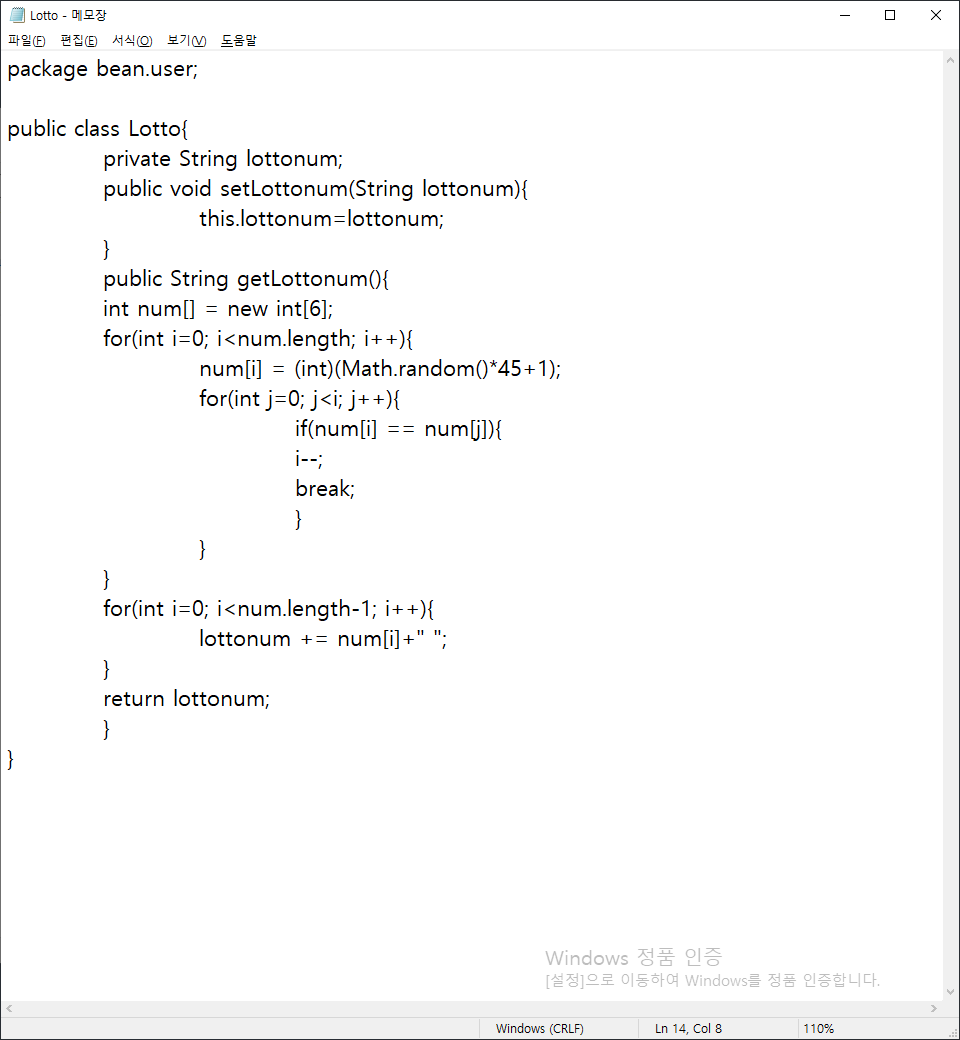 Lotto - 메모장
파일(F) 편집(E) 서식(O) 보기(V) 도움말
package bean.user;
public class Lotto{
private String lottonum;
public void setLottonum(String lottonum){
this.lottonum=lottonum;
}
public String getLottonum(){
int num[] = new int[6];
for(int i=0; i<num.length; i++){
num[i] = (int)(Math.random()*45+1);
for(int j=0; j<i; j++){
if(num[i] == num[j]){
i--;
break;
}
}
}
for(int i=0; i<num.length-1; i++){
lottonum += num[i]+" ";
}
return lottonum;
}
}
Windows 정품 인증
[설정]으로 이동하여 Windows를 정품 인증합니다.
Windows (CRLF) Ln 14, Col 8 110%